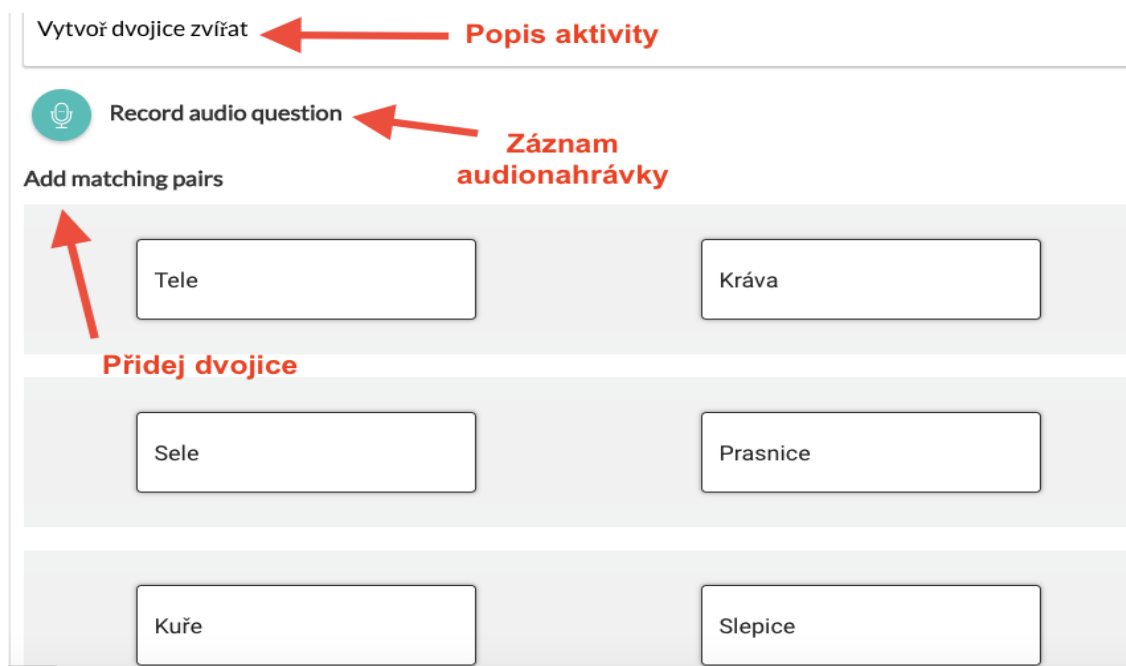 Vytvoř dvojice zvířat
Popis aktivity
Record audio question
Záznam
audionahrávky
Add matching pairs
Tele
Kráva
Přidej dvojice
Sele
Prasnice
Kuře
Slepice